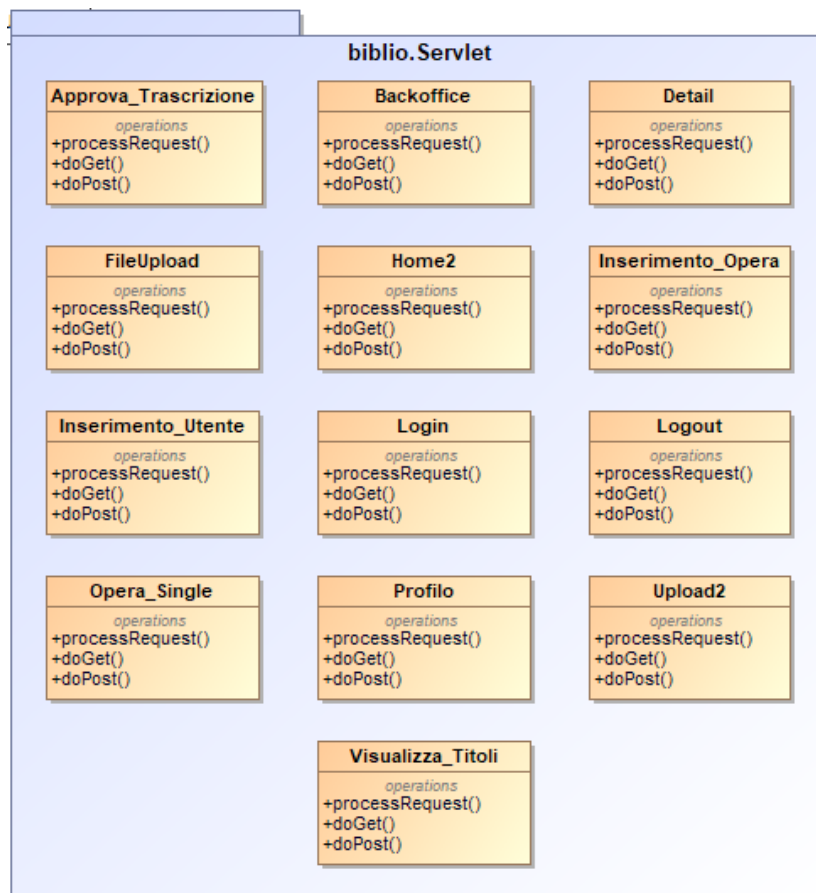 biblio.Servlet
Approva_Trascrizione
operations
+processRequest()
+doGet()
+doPost()
Backoffice
operations
+processRequest()
+doGet()
+doPost()
Detail
operations
+processRequest()
+doGet()
+doPost()
FileUpload
operations
+processRequest()
+doGet()
+doPost()
Home2
operations
+processRequest()
+doGet()
+doPost()
Inserimento_Opera
operations
+processRequest()
+doGet()
+doPost()
Inserimento_Utente
operations
+processRequest()
+doGet()
+doPost()
Login
operations
+processRequest()
+doGet()
+doPost()
Logout
operations
+processRequest()
+doGet()
+doPost()
Opera_Single
operations
+processRequest()
+doGet()
+doPost()
Profilo
operations
+processRequest()
+doGet()
+doPost()
Upload2
operations
+processRequest()
+doGet()
+doPost()
Visualizza_Titoli
operations
+processRequest()
+doGet()
+doPost()